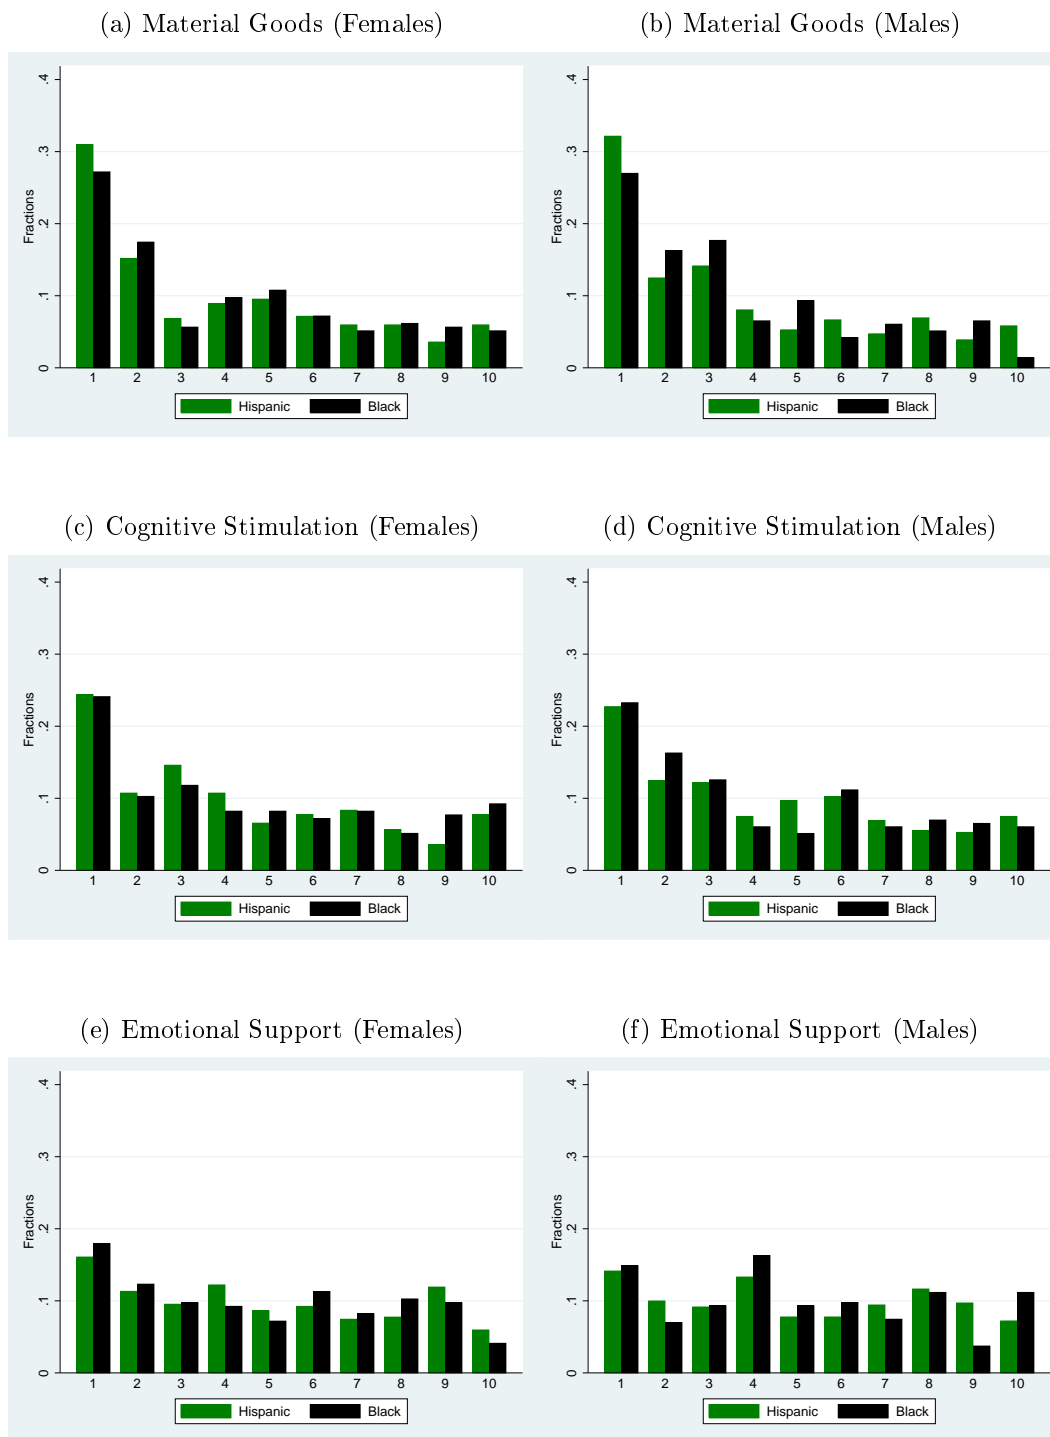 (a) Material Goods (Females)
(b) Material Goods (Males)
.4
.3
.2
.1
0
Fractions
1 2 3 4 5 6 7 8 9 10
Hispanic Black
.4
.3
.2
.1
0
Fractions
1 2 3 4 5 6 7 8 9 10
Hispanic Black
(c) Cognitive Stimulation (Females)
(d) Cognitive Stimulation (Males)
.4
.3
.2
.1
0
Fractions
1 2 3 4 5 6 7 8 9 10
Hispanic Black
.4
.3
.2
.1
0
Fractions
1 2 3 4 5 6 7 8 9 10
Hispanic Black
(e) Emotional Support (Females)
(f) Emotional Support (Males)
.4
.3
.2
.1
0
Fractions
1 2 3 4 5 6 7 8 9 10
Hispanic Black
.4
.3
.2
.1
0
Fractions
1 2 3 4 5 6 7 8 9 10
Hispanic Black